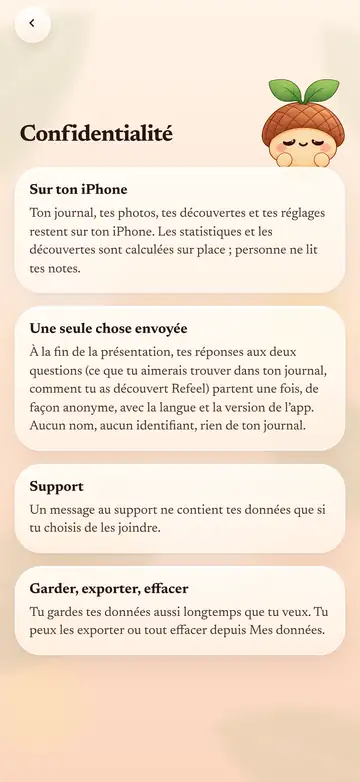 Confidentialité
Sur ton iPhone
Ton journal, tes photos, tes découvertes et tes réglages
restent sur ton iPhone. Les statistiques et les
découvertes sont calculées sur place ; personne ne lit
tes notes.
Une seule chose envoyée
À la fin de la présentation, tes réponses aux deux
questions (ce que tu aimerais trouver dans ton journal,
comment tu as découvert Refeel) partent une fois, de
façon anonyme, avec la langue et la version de l'app.
Aucun nom, aucun identifiant, rien de ton journal.
Support
Un message au support ne contient tes données que si
tu choisis de les joindre.
Garder, exporter, effacer
Tu gardes tes données aussi longtemps que tu veux. Tu
peux les exporter ou tout effacer depuis Mes données.